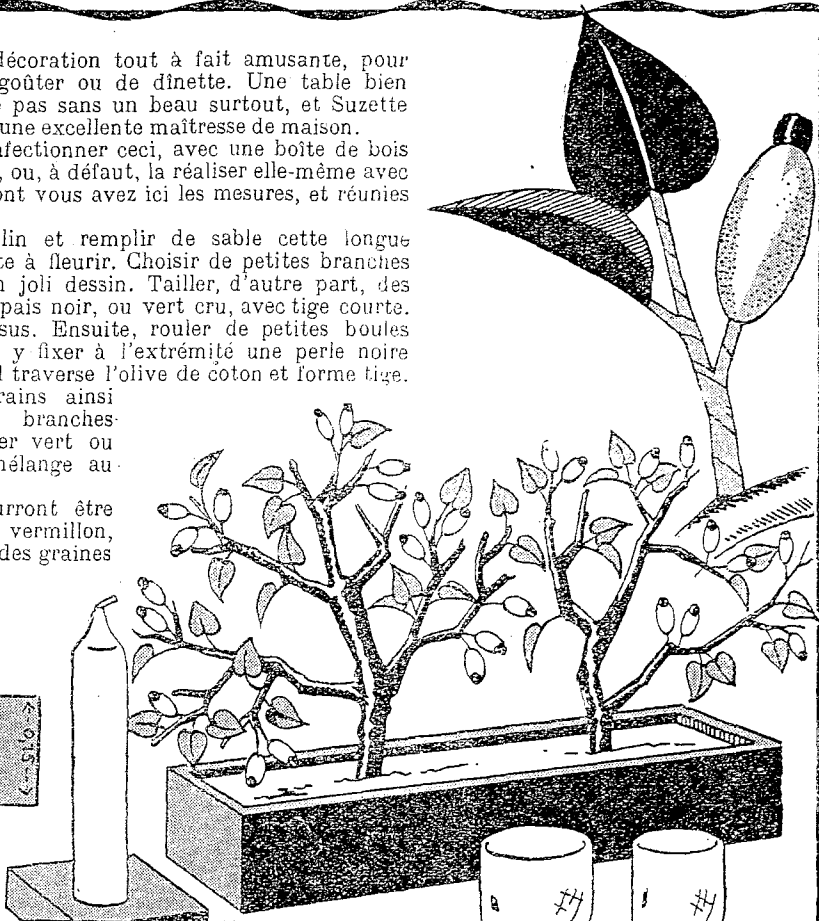 décoration tout à fait amusante, pour
goûter ou de dînette. Une table bien
pas sans un beau surtout, et Suzette
une excellente maîtresse de maison.
nfectionner ceci, avec une boîte de bois
, ou, à défaut, la réaliser elle-même avec
ont vous avez ici les mesures, et réunies
lin et remplir de sable cette longue
te à fleurir. Choisir de petites branches
n joli dessin. Tailler, d'autre part, des
pais noir, ou vert cru, avec tige courte.
sus. Ensuite, rouler de petites boules
y fixer à l'extrémité une perle noire
l traverse l'olive de coton et forme tige.
rains ainsi
branches
er vert ou
nélange au
urront être
vermillon,
des graines
<-- 0.15 -->